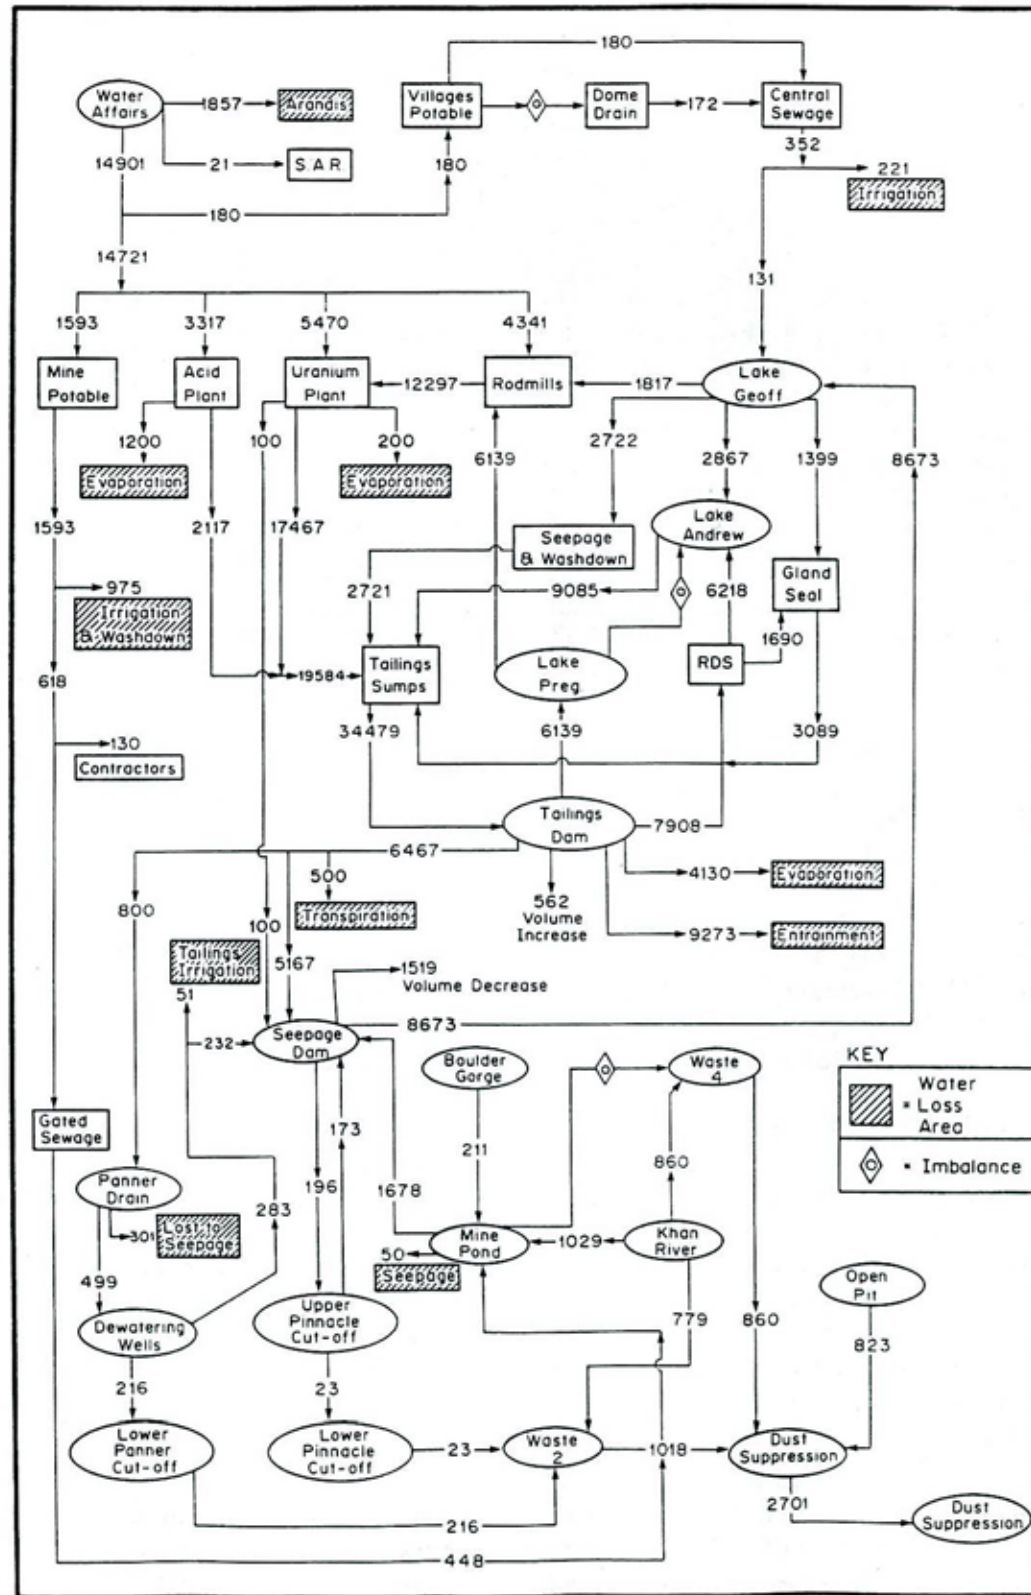 180
Water
Affairs
1857
Arandis
Villages
Potable
Dome
Drain
172
Central
Sewage
14901
21
S.A.R
180
352
221
Irrigation
180
14721
131
1593
3317
5470
4341
Mine
Potable
Acid
Plant
Uranium
Plant
12297
Rodmills
1817
Lake
Geoff
1200
100
200
6139
2722
2867
1399
8673
Evaporation
Evaporation
1593
2117
17467
Seepage
& Washdown
Lake
Andrew
Gland
Seal
975
Irrigation
& Washdown
2721
9085
6218
1690
618
19584
Tailings
Sumps
Lake
Preg.
RDS
34479
6139
3089
130
Contractors
Tailings
Dam
7908
6467
4130
Evaporation
800
500
Transpiration
562
Volume
Increase
9273
Entrainment
100
Tailings
Irrigation
51
5167
1519
Volume Decrease
8673
232
Seepage
Dam
Boulder
Gorge
Waste
4
KEY
Water
= Loss
Area
= Imbalance
Gated
Sewage
173
211
860
Panner
Drain
196
1678
283
301
Lost to
Seepage
Mine
Pond
1029
Khan
River
50
Seepage
499
Open
Pit
Dewatering
Wells
Upper
Pinnacle
Cut-off
779
860
823
216
23
Lower
Panner
Cut-off
Lower
Pinnacle
Cut-off
23
Waste
2
1018
Dust
Suppression
2701
216
Dust
Suppression
448